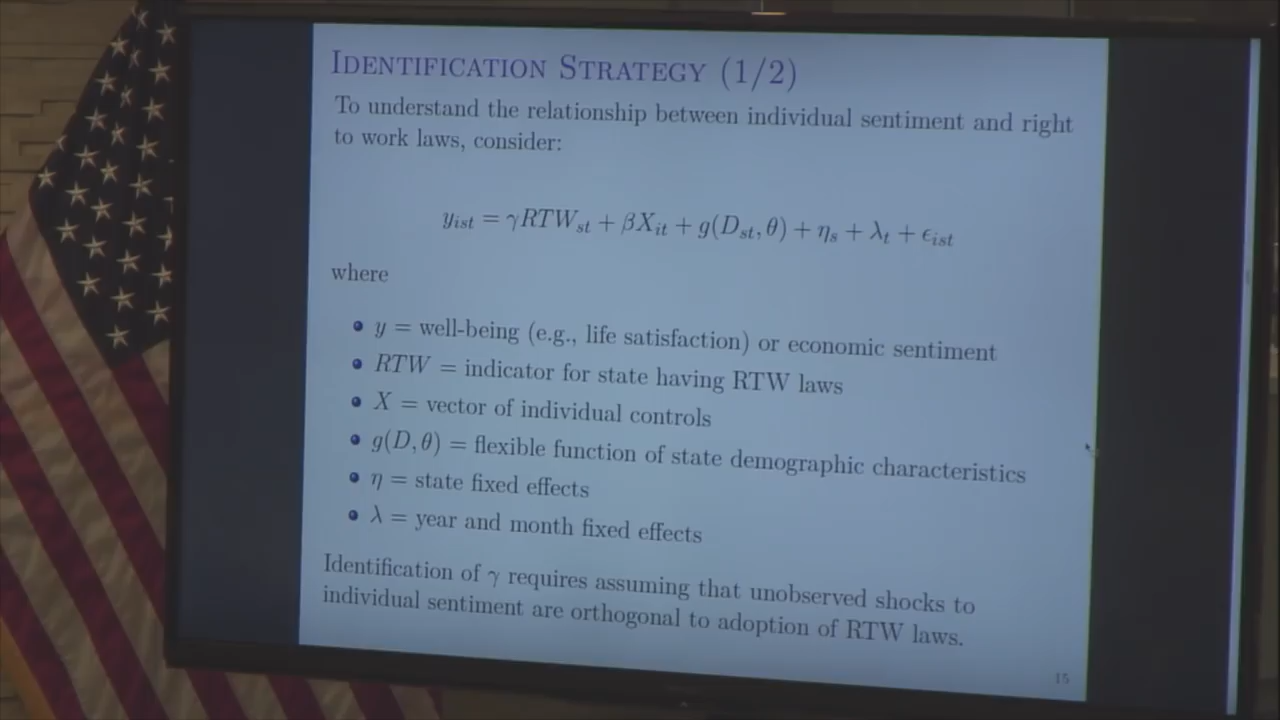 IDENTIFICATION STRATEGY (1/2)
To understand the relationship between individual sentiment and right
to work laws, consider:
y_{ist} = γRTW_{st} + βX_{it} + g(D_{st}, θ) + η_s + λ_t + ϵ_{ist}
where
• y = well-being (e.g., life satisfaction) or economic sentiment
• RTW = indicator for state having RTW laws
• X = vector of individual controls
• g(D, θ) = flexible function of state demographic characteristics
• η = state fixed effects
• λ = year and month fixed effects
Identification of γ requires assuming that unobserved shocks to
individual sentiment are orthogonal to adoption of RTW laws.
15